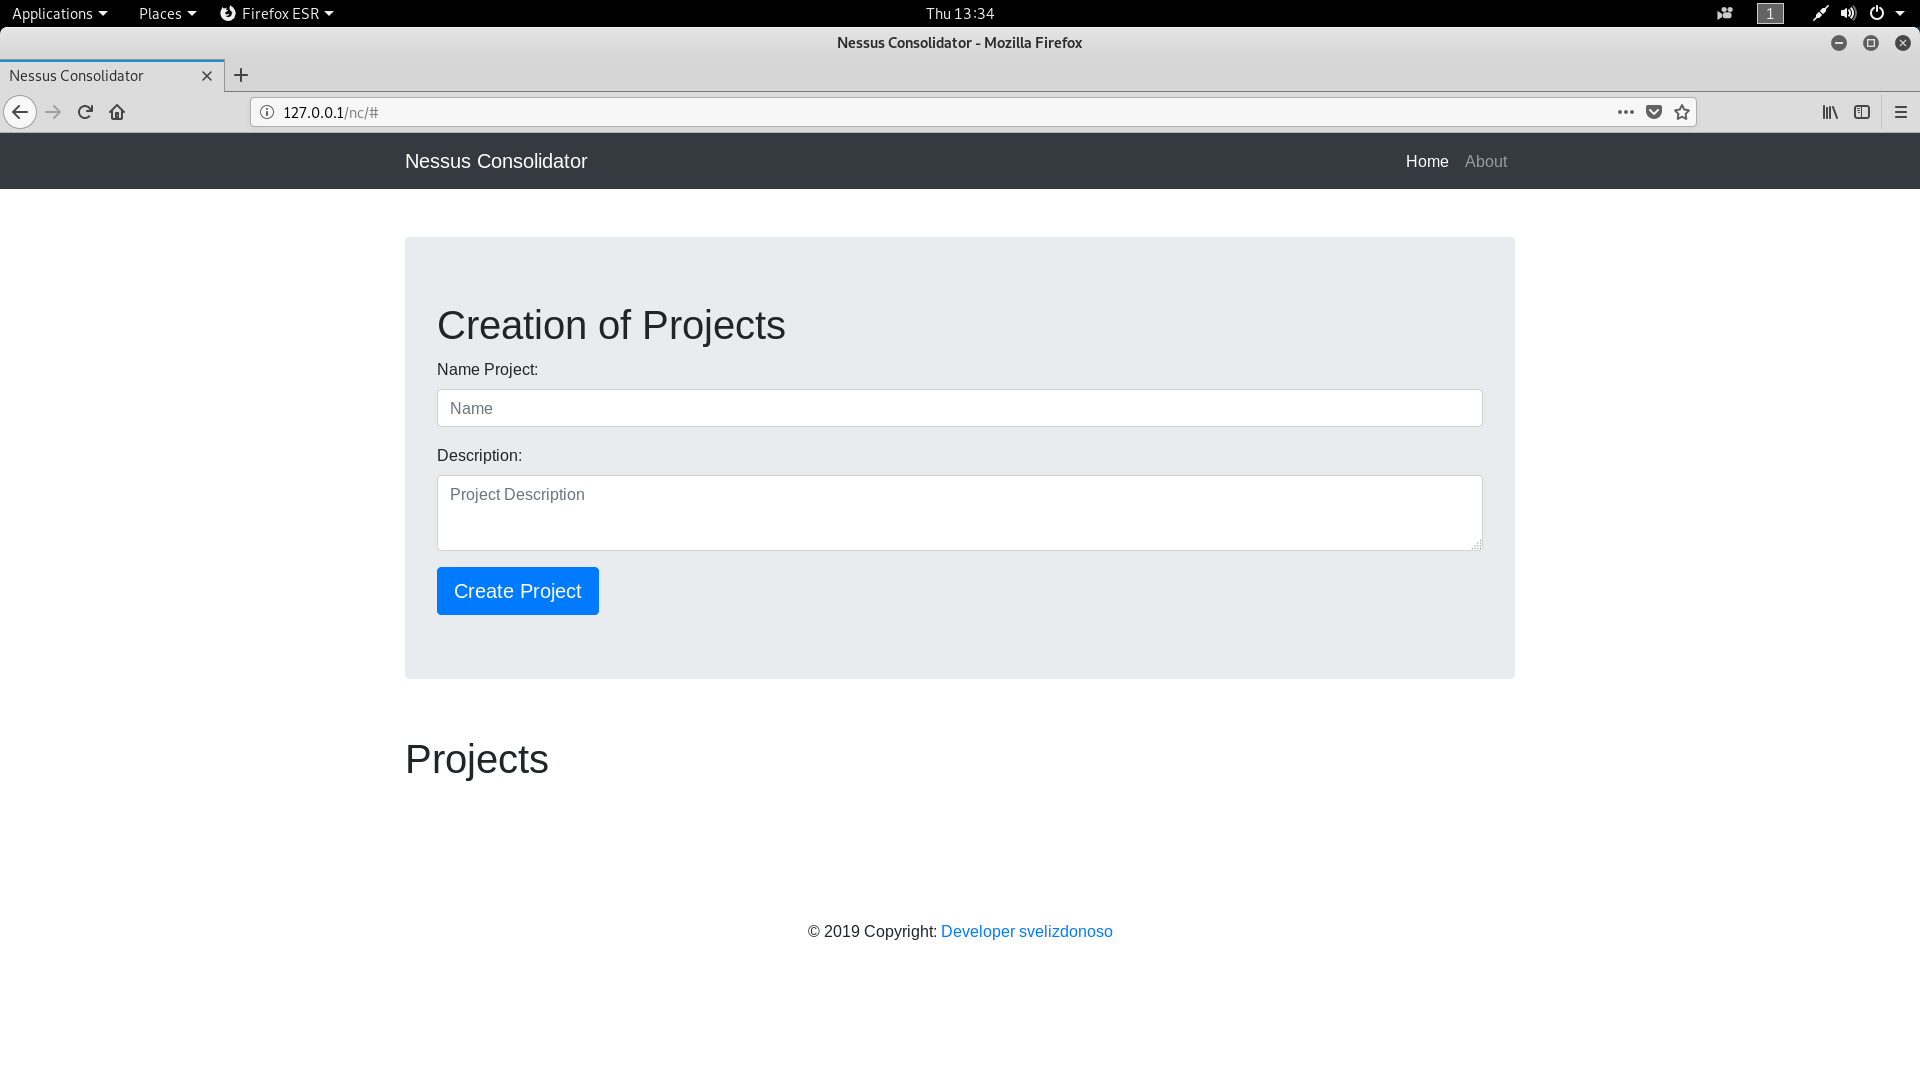 Applications Places Firefox ESR Thu 13:34 1
Nessus Consolidator - Mozilla Firefox
Nessus Consolidator
127.0.0.1/nc/#
Nessus Consolidator Home About
Creation of Projects
Name Project:
Name
Description:
Project Description
Create Project
Projects
© 2019 Copyright: Developer svelizdonoso